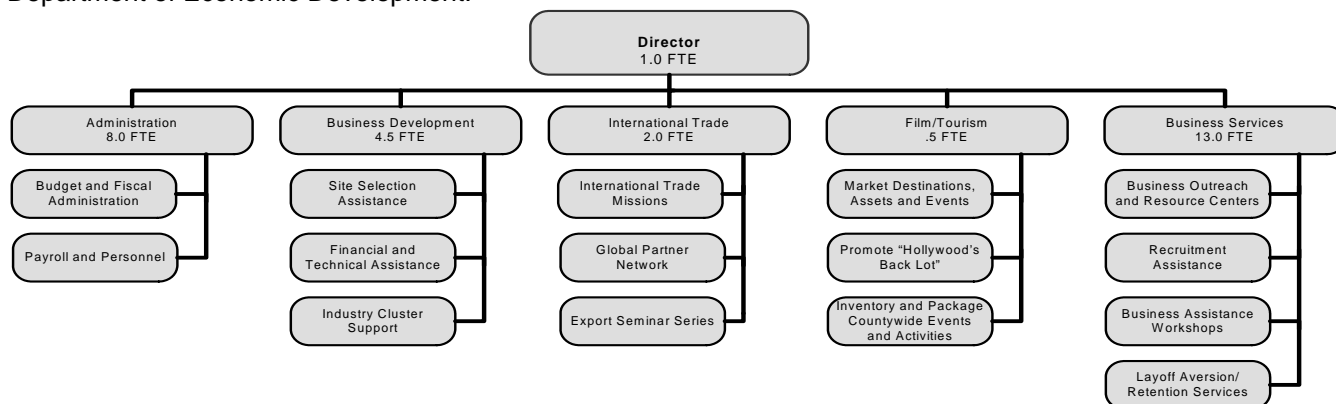 Department of Economic Development.
Director
1.0 FTE
Administration
8.0 FTE
Business Development
4.5 FTE
International Trade
2.0 FTE
Film/Tourism
.5 FTE
Business Services
13.0 FTE
Budget and Fiscal
Administration
Payroll and Personnel
Site Selection
Assistance
Financial and
Technical Assistance
Industry Cluster
Support
International Trade
Missions
Global Partner
Network
Export Seminar Series
Market Destinations,
Assets and Events
Promote “Hollywood’s
Back Lot”
Inventory and Package
Countywide Events
and Activities
Business Outreach
and Resource Centers
Recruitment
Assistance
Business Assistance
Workshops
Layoff Aversion/
Retention Services